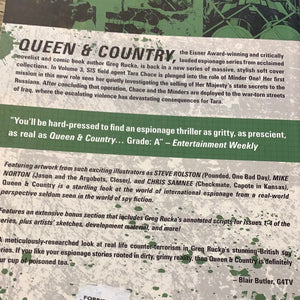 QUEEN & COUNTRY, the Eisner Award-winning and critically
lauded espionage series from acclaimed
novelist and comic book author Greg Rucka, is back in a new series of massive, stylish soft cover
collections. In Volume 3, SIS field agent Tara Chace is plunged into the role of Minder One! Her first
mission in this new role has her urgently investigating the selling of Her Majesty's state secrets to the
Russians. After concluding that operation, Chace and the Minders are deployed to the war-torn streets
of Iraq, where the escalating violence has devastating consequences for Tara.
"You'll be hard-pressed to find an espionage thriller as gritty, as prescient,
as real as Queen & Country... Grade: A" – Entertainment Weekly
Featuring artwork from such exciting illustrators as STEVE ROLSTON (Pounded, One Bad Day), MIKE
NORTON (Jason and the Argobots, Closer), and CHRIS SAMNEE (Checkmate, Capote in Kansas),
Queen & Country is a startling look at the world of international espionage from a real-world
perspective seldom seen in the world of spy fiction.
Features an extensive bonus section that includes Greg Rucka's annotated scripts for issues 1-4 of the
series, plus artists' sketches, development material, and more!
A meticulously-researched look at real life counter-terrorism in Greg Rucka's stunning British spy
series. If you like your espionage stories rooted in dirty, griney reality, then Queen & Country is definitely
our cup of poisoned tea."
– Blair Butler, G4TV